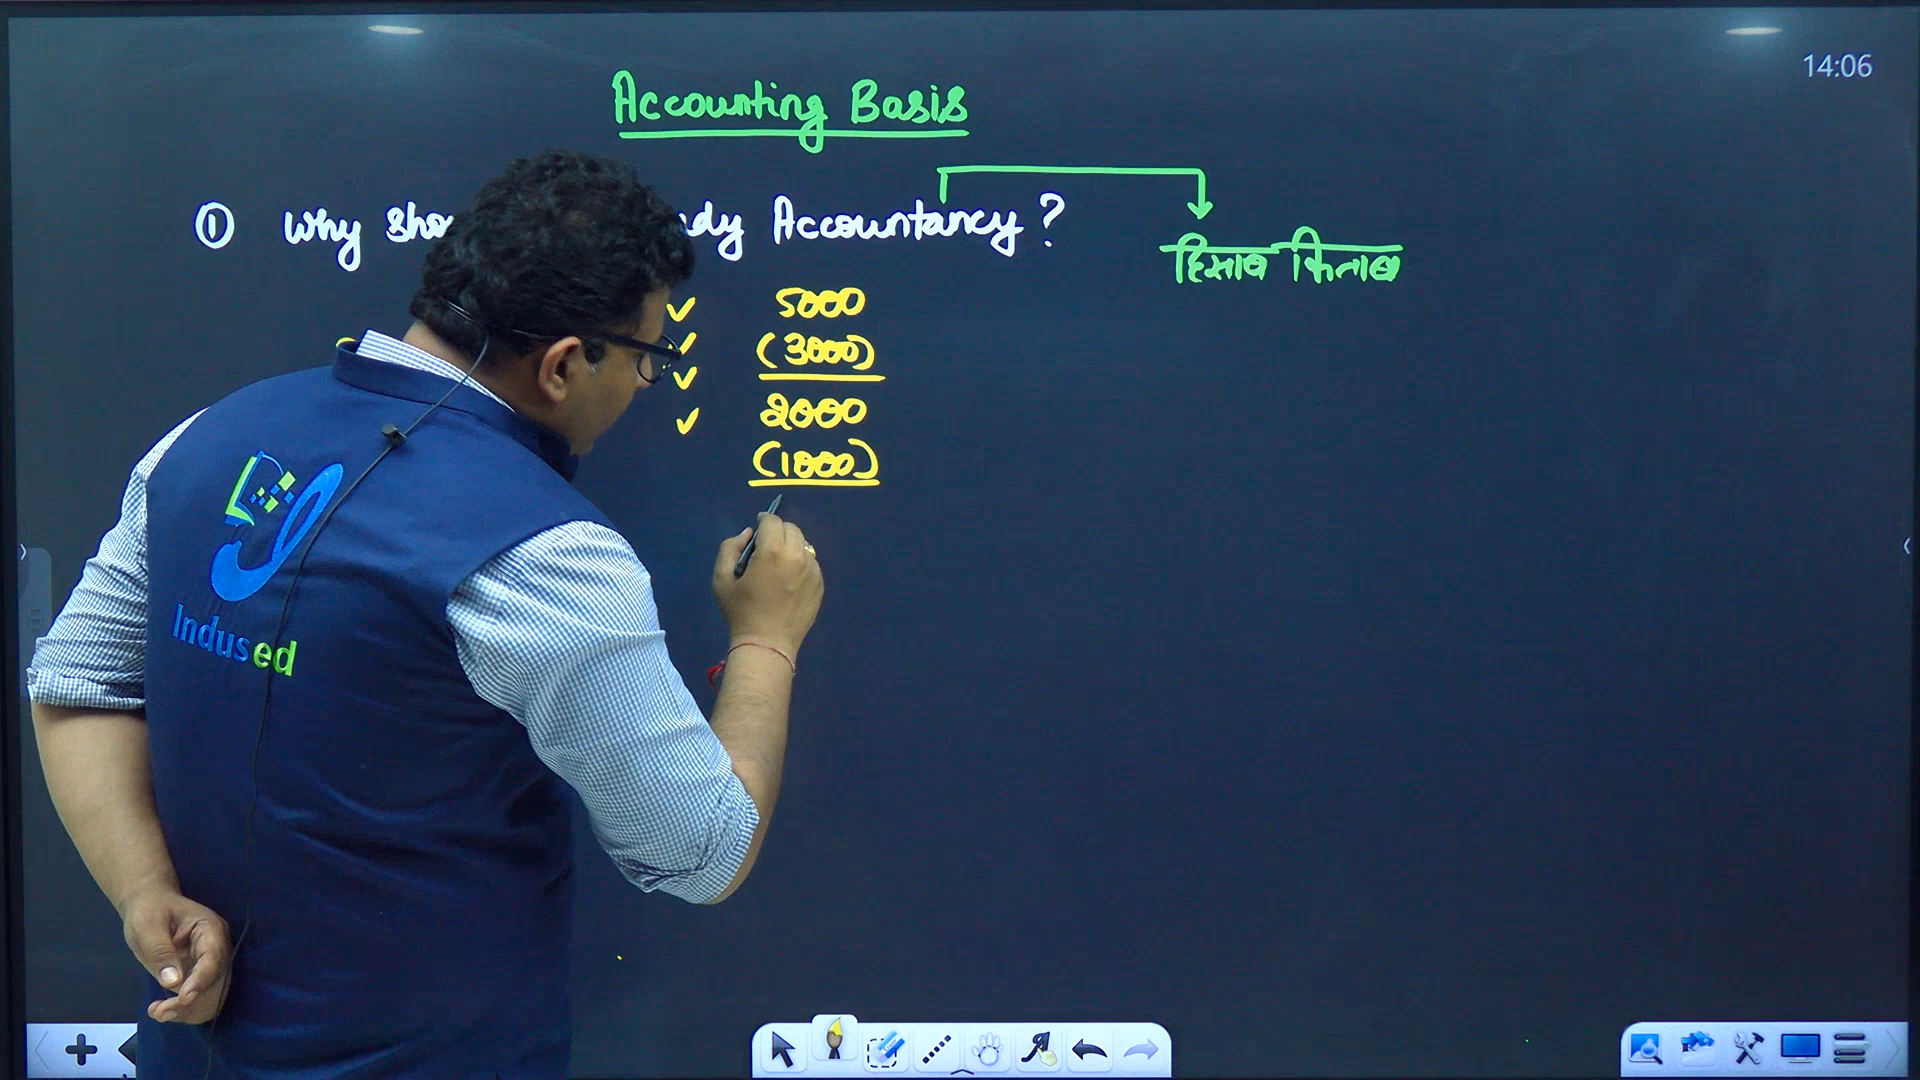 14:06
Accounting Basis
① Why Sho dy Accountancy ?
हिसाब किताब
✓ 5000
✓ (3000)
✓ 2000
✓ (1000)
Indused